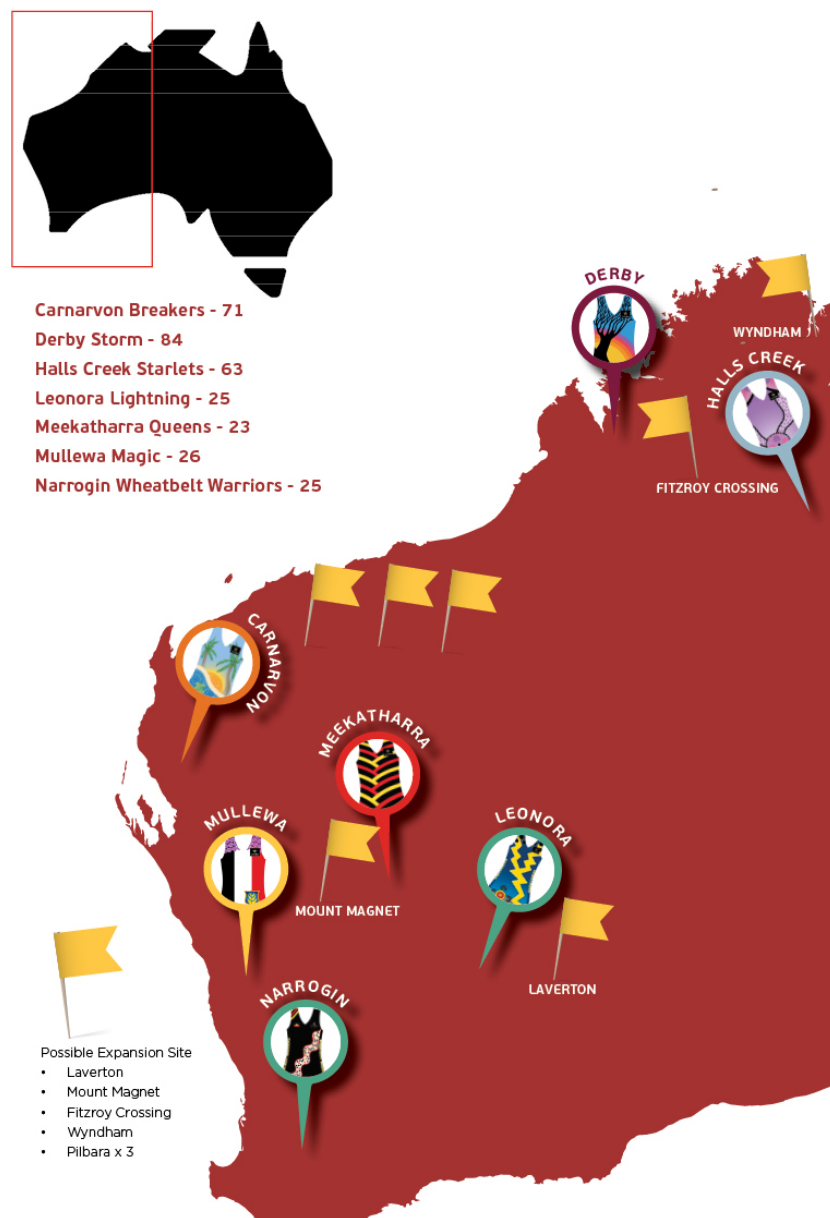 Carnarvon Breakers - 71
Derby Storm - 84
Halls Creek Starlets - 63
Leonora Lightning - 25
Meekatharra Queens - 23
Mullewa Magic - 26
Narrogin Wheatbelt Warriors - 25
DERBY
WYNDHAM
HALLS CREEK
FITZROY CROSSING
CARNARVON
MEEKATHARRA
MULLEWA
LEONORA
MOUNT MAGNET
LAVERTON
NARROGIN
Possible Expansion Site
• Laverton
• Mount Magnet
• Fitzroy Crossing
• Wyndham
• Pilbara x 3